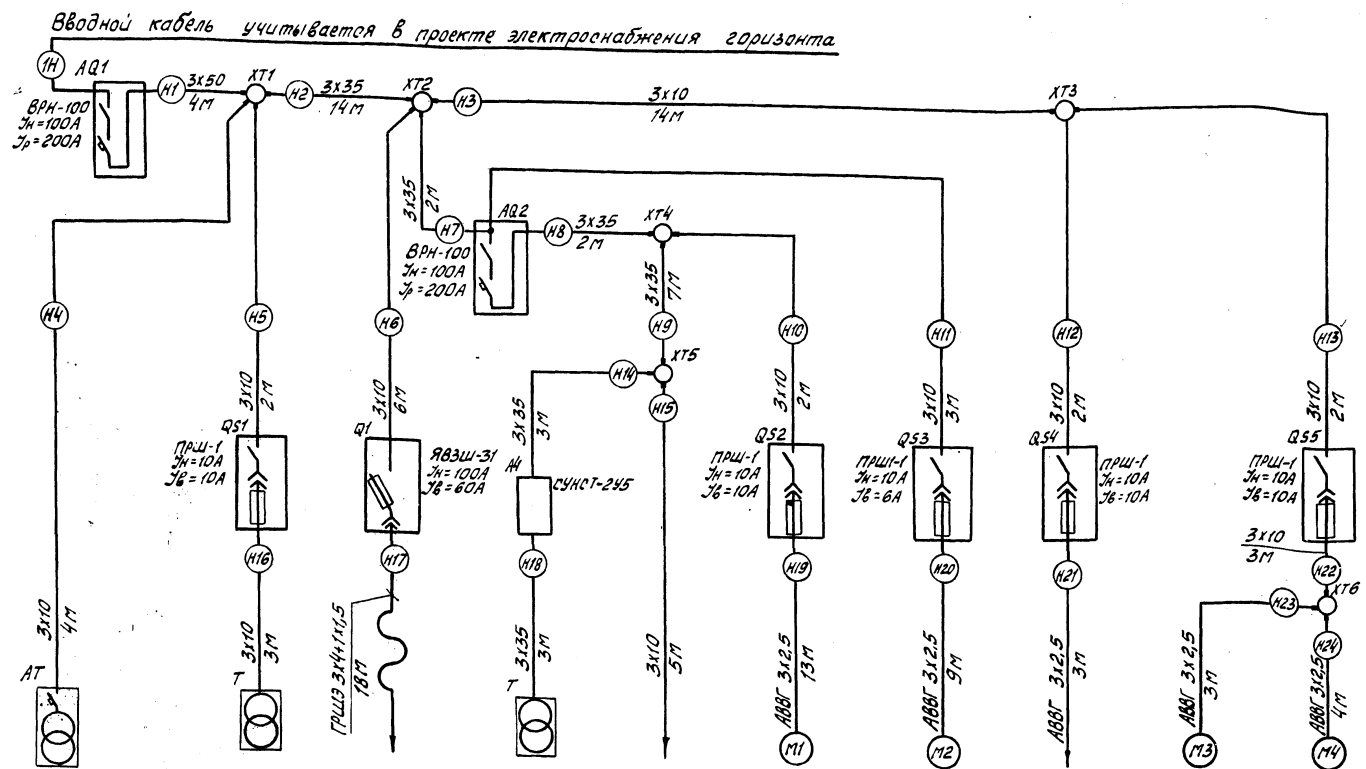 Вводной кабель учитывается в проекте электроснабжения горизонта
1Н
AQ1
Н1
3х50
4м
ХТ1
Н2
3х35
14м
ХТ2
Н3
3х10
14м
ХТ3
ВРН-100
Iн=100А
Iр=200А
3х35
2м
Н7
AQ2
Н8
3х35
2м
ХТ4
ВРН-100
Iн=100А
Iр=200А
3х35
7м
Н4
Н5
Н6
Н9
Н10
Н11
Н12
Н13
ХТ5
Н14
Н15
3х10
2м
3х10
6м
3х35
3м
3х10
2м
3х10
3м
3х10
2м
3х10
2м
QS1
ПРШ-1
Iн=10А
Iв=10А
Q1
ЯВЗШ-31
Iн=100А
Iв=60А
А4
СУКСТ-2У5
QS2
ПРШ-1
Iн=10А
Iв=10А
QS3
ПРШ-1
Iн=10А
Iв=6А
QS4
ПРШ-1
Iн=10А
Iв=10А
QS5
ПРШ-1
Iн=10А
Iв=10А
3х10
3м
Н16
Н17
Н18
Н19
Н20
Н21
Н22
Н23
ХТ6
Н24
3х10
4м
3х10
3м
ГРШЭ 3х4+1х1,5
18м
3х35
3м
3х10
5м
АВВГ 3х2,5
13м
АВВГ 3х2,5
9м
АВВГ 3х2,5
3м
АВВГ 3х2,5
3м
АВВГ 3х2,5
4м
АТ
Т
Т
М1
М2
М3
М4